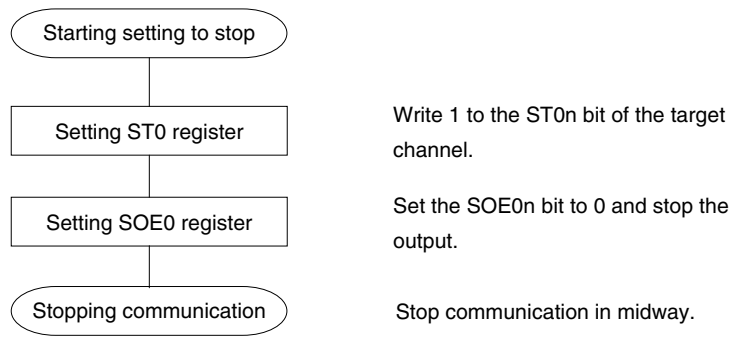 Starting setting to stop
Setting ST0 register
Write 1 to the ST0n bit of the target
channel.
Setting SOE0 register
Set the SOE0n bit to 0 and stop the
output.
Stopping communication
Stop communication in midway.